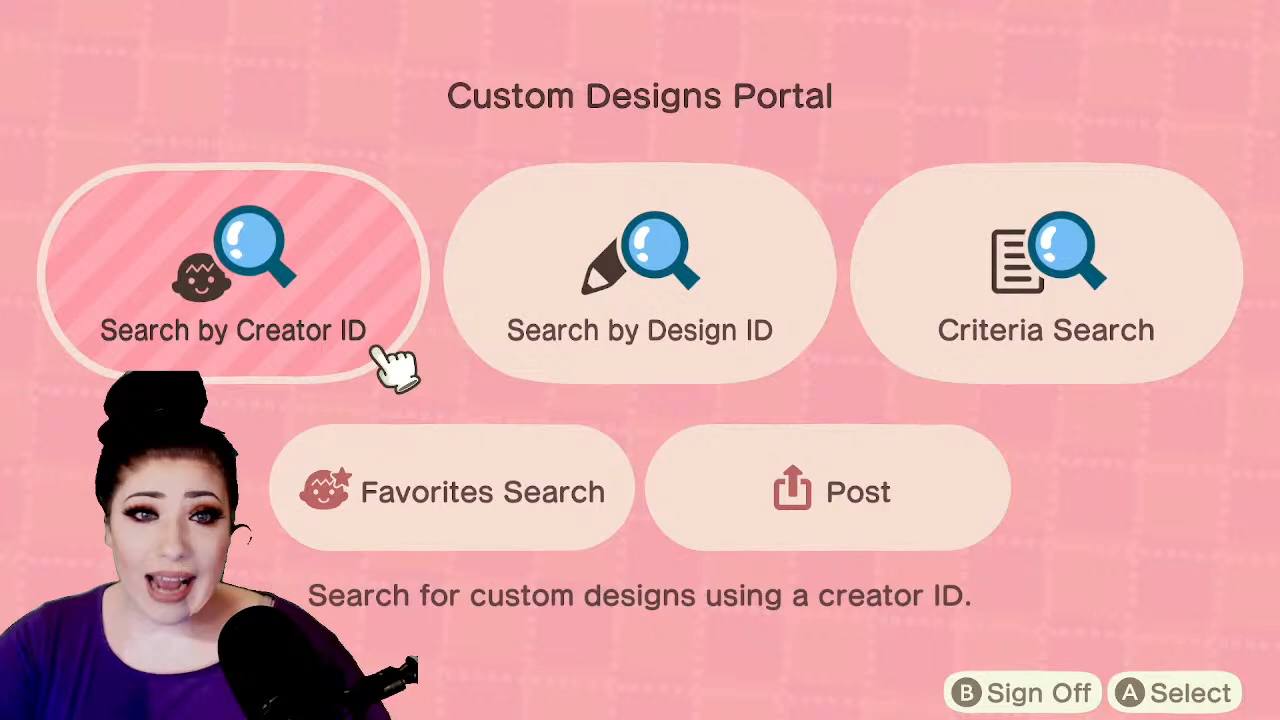 Custom Designs Portal
Search by Creator ID
Search by Design ID
Criteria Search
Favorites Search
Post
Search for custom designs using a creator ID.
B Sign Off
A Select